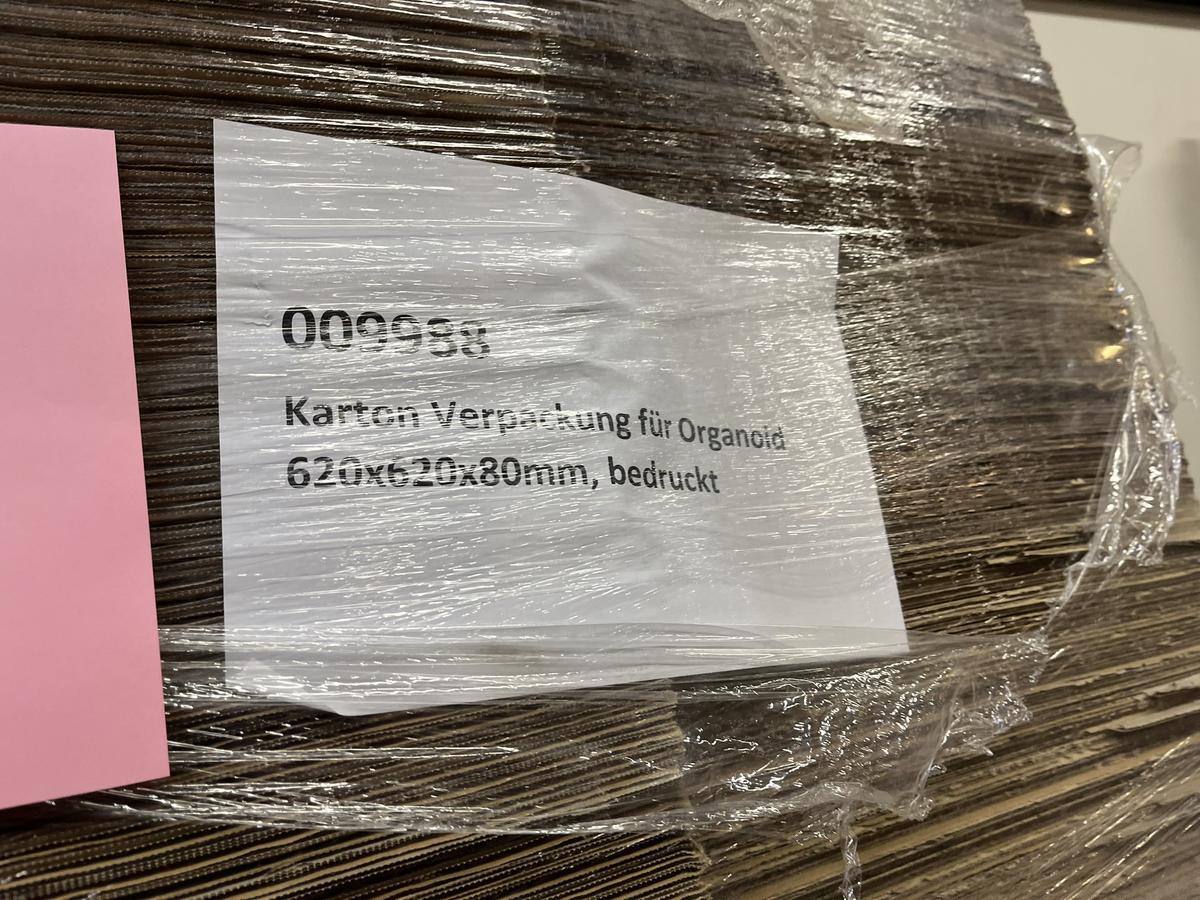 009988
Karton Verpackung für Organoid
620x620x80mm, bedruckt